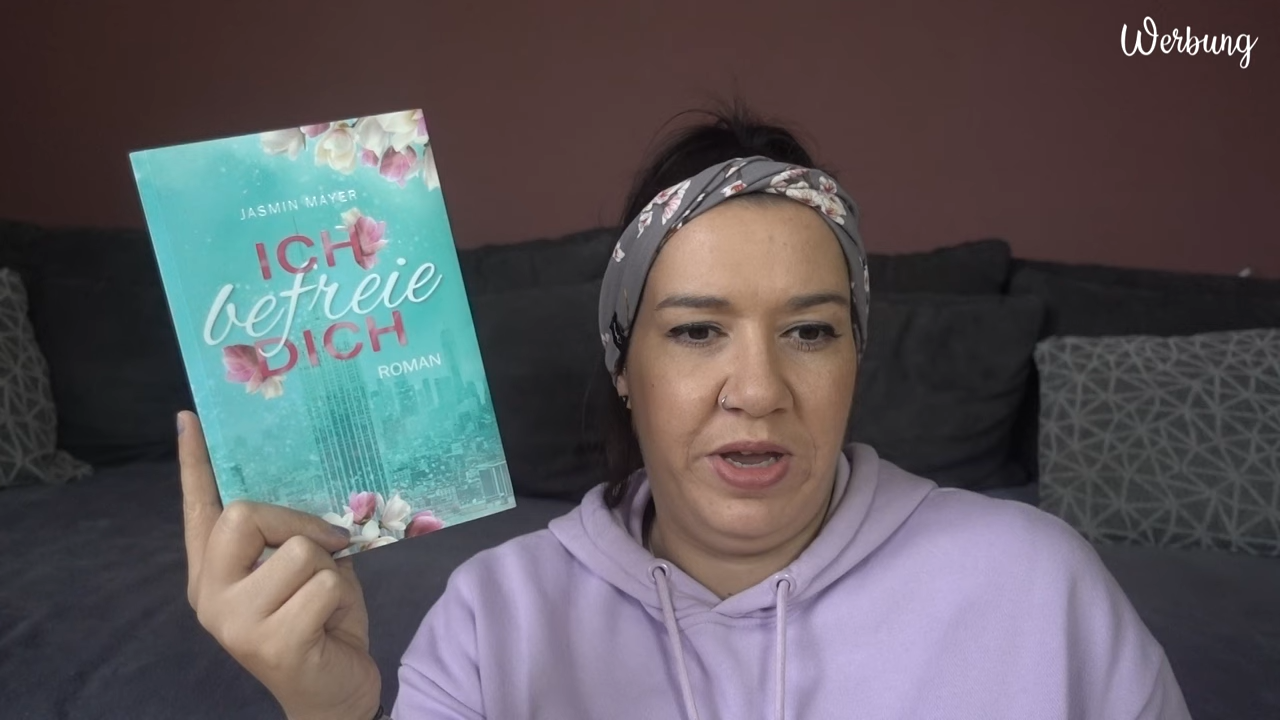 Werbung
JASMIN MAYER
ICH
befreie
DICH
ROMAN